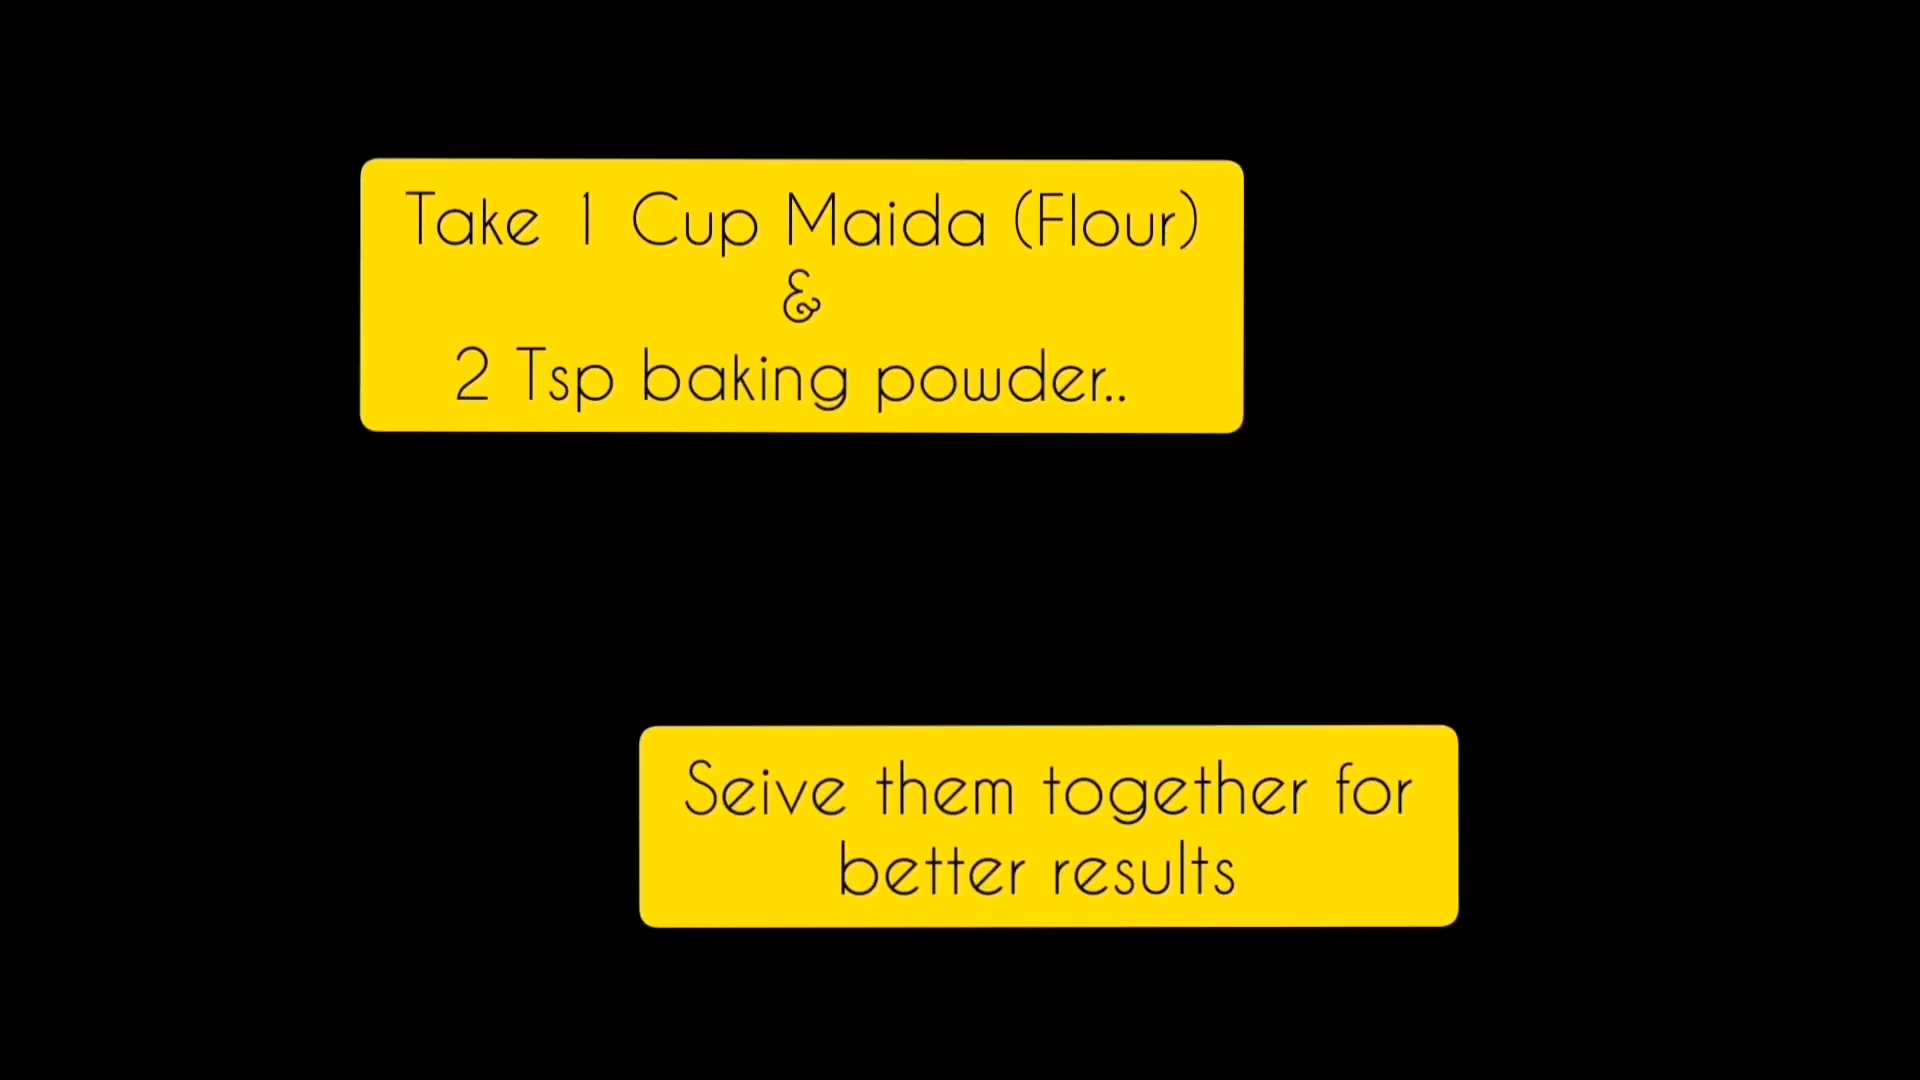 Take 1 Cup Maida (Flour)
&
2 Tsp baking powder..
Seive them together for
better results